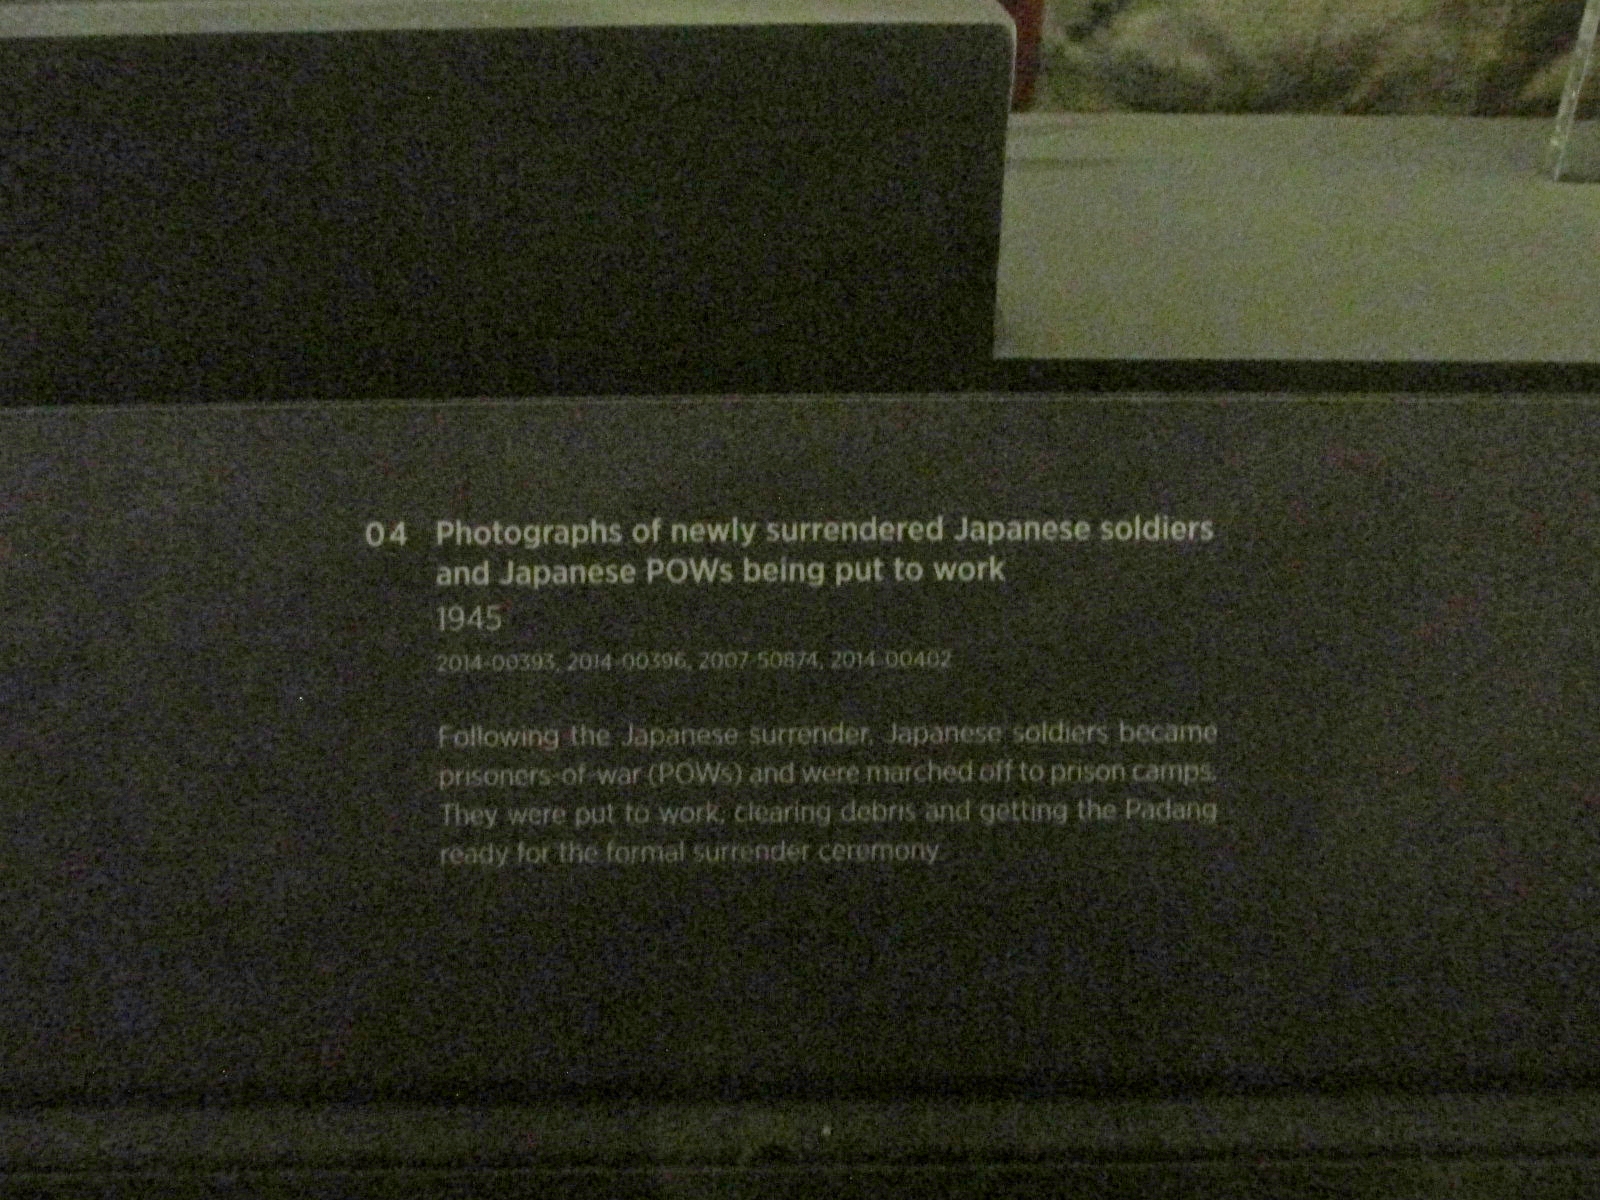 04 Photographs of newly surrendered Japanese soldiers
and Japanese POWs being put to work
1945
2014-00393, 2014-00396, 2007-50874, 2014-00402
Following the Japanese surrender, Japanese soldiers became
prisoners-of-war (POWs) and were marched off to prison camps.
They were put to work, clearing debris and getting the Padang
ready for the formal surrender ceremony.